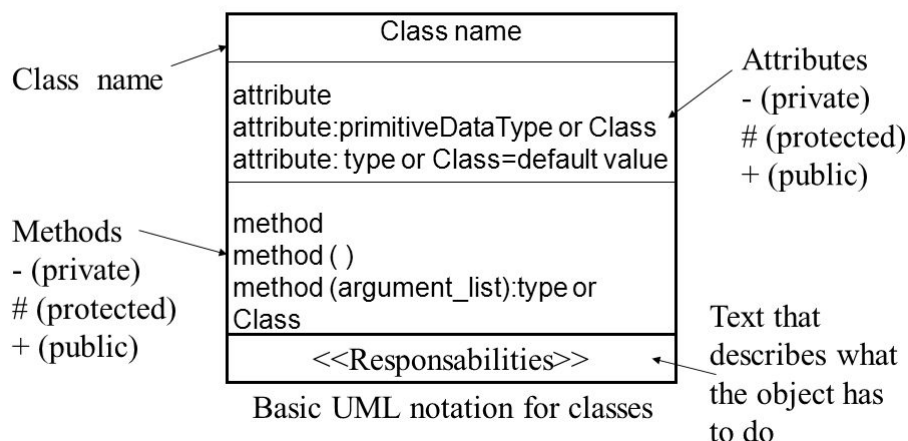 Class name
Class name
attribute
attribute:primitiveDataType or Class
attribute: type or Class=default value
Attributes
- (private)
# (protected)
+ (public)
Methods
- (private)
# (protected)
+ (public)
method
method ( )
method (argument_list):type or
Class
<<Responsabilities>>
Text that
describes what
the object has
to do
Basic UML notation for classes